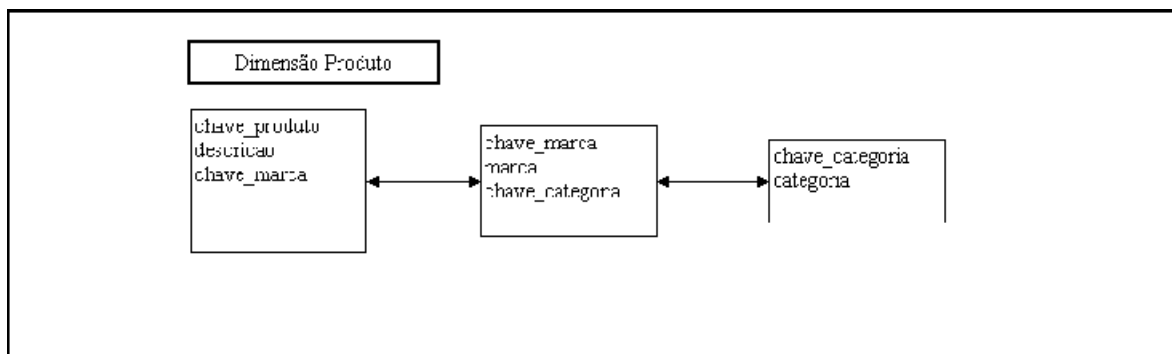 Dimensão Produto
chave_produto
descricao
chave_marca
chave_marca
marca
chave_categoria
chave_categoria
categoria